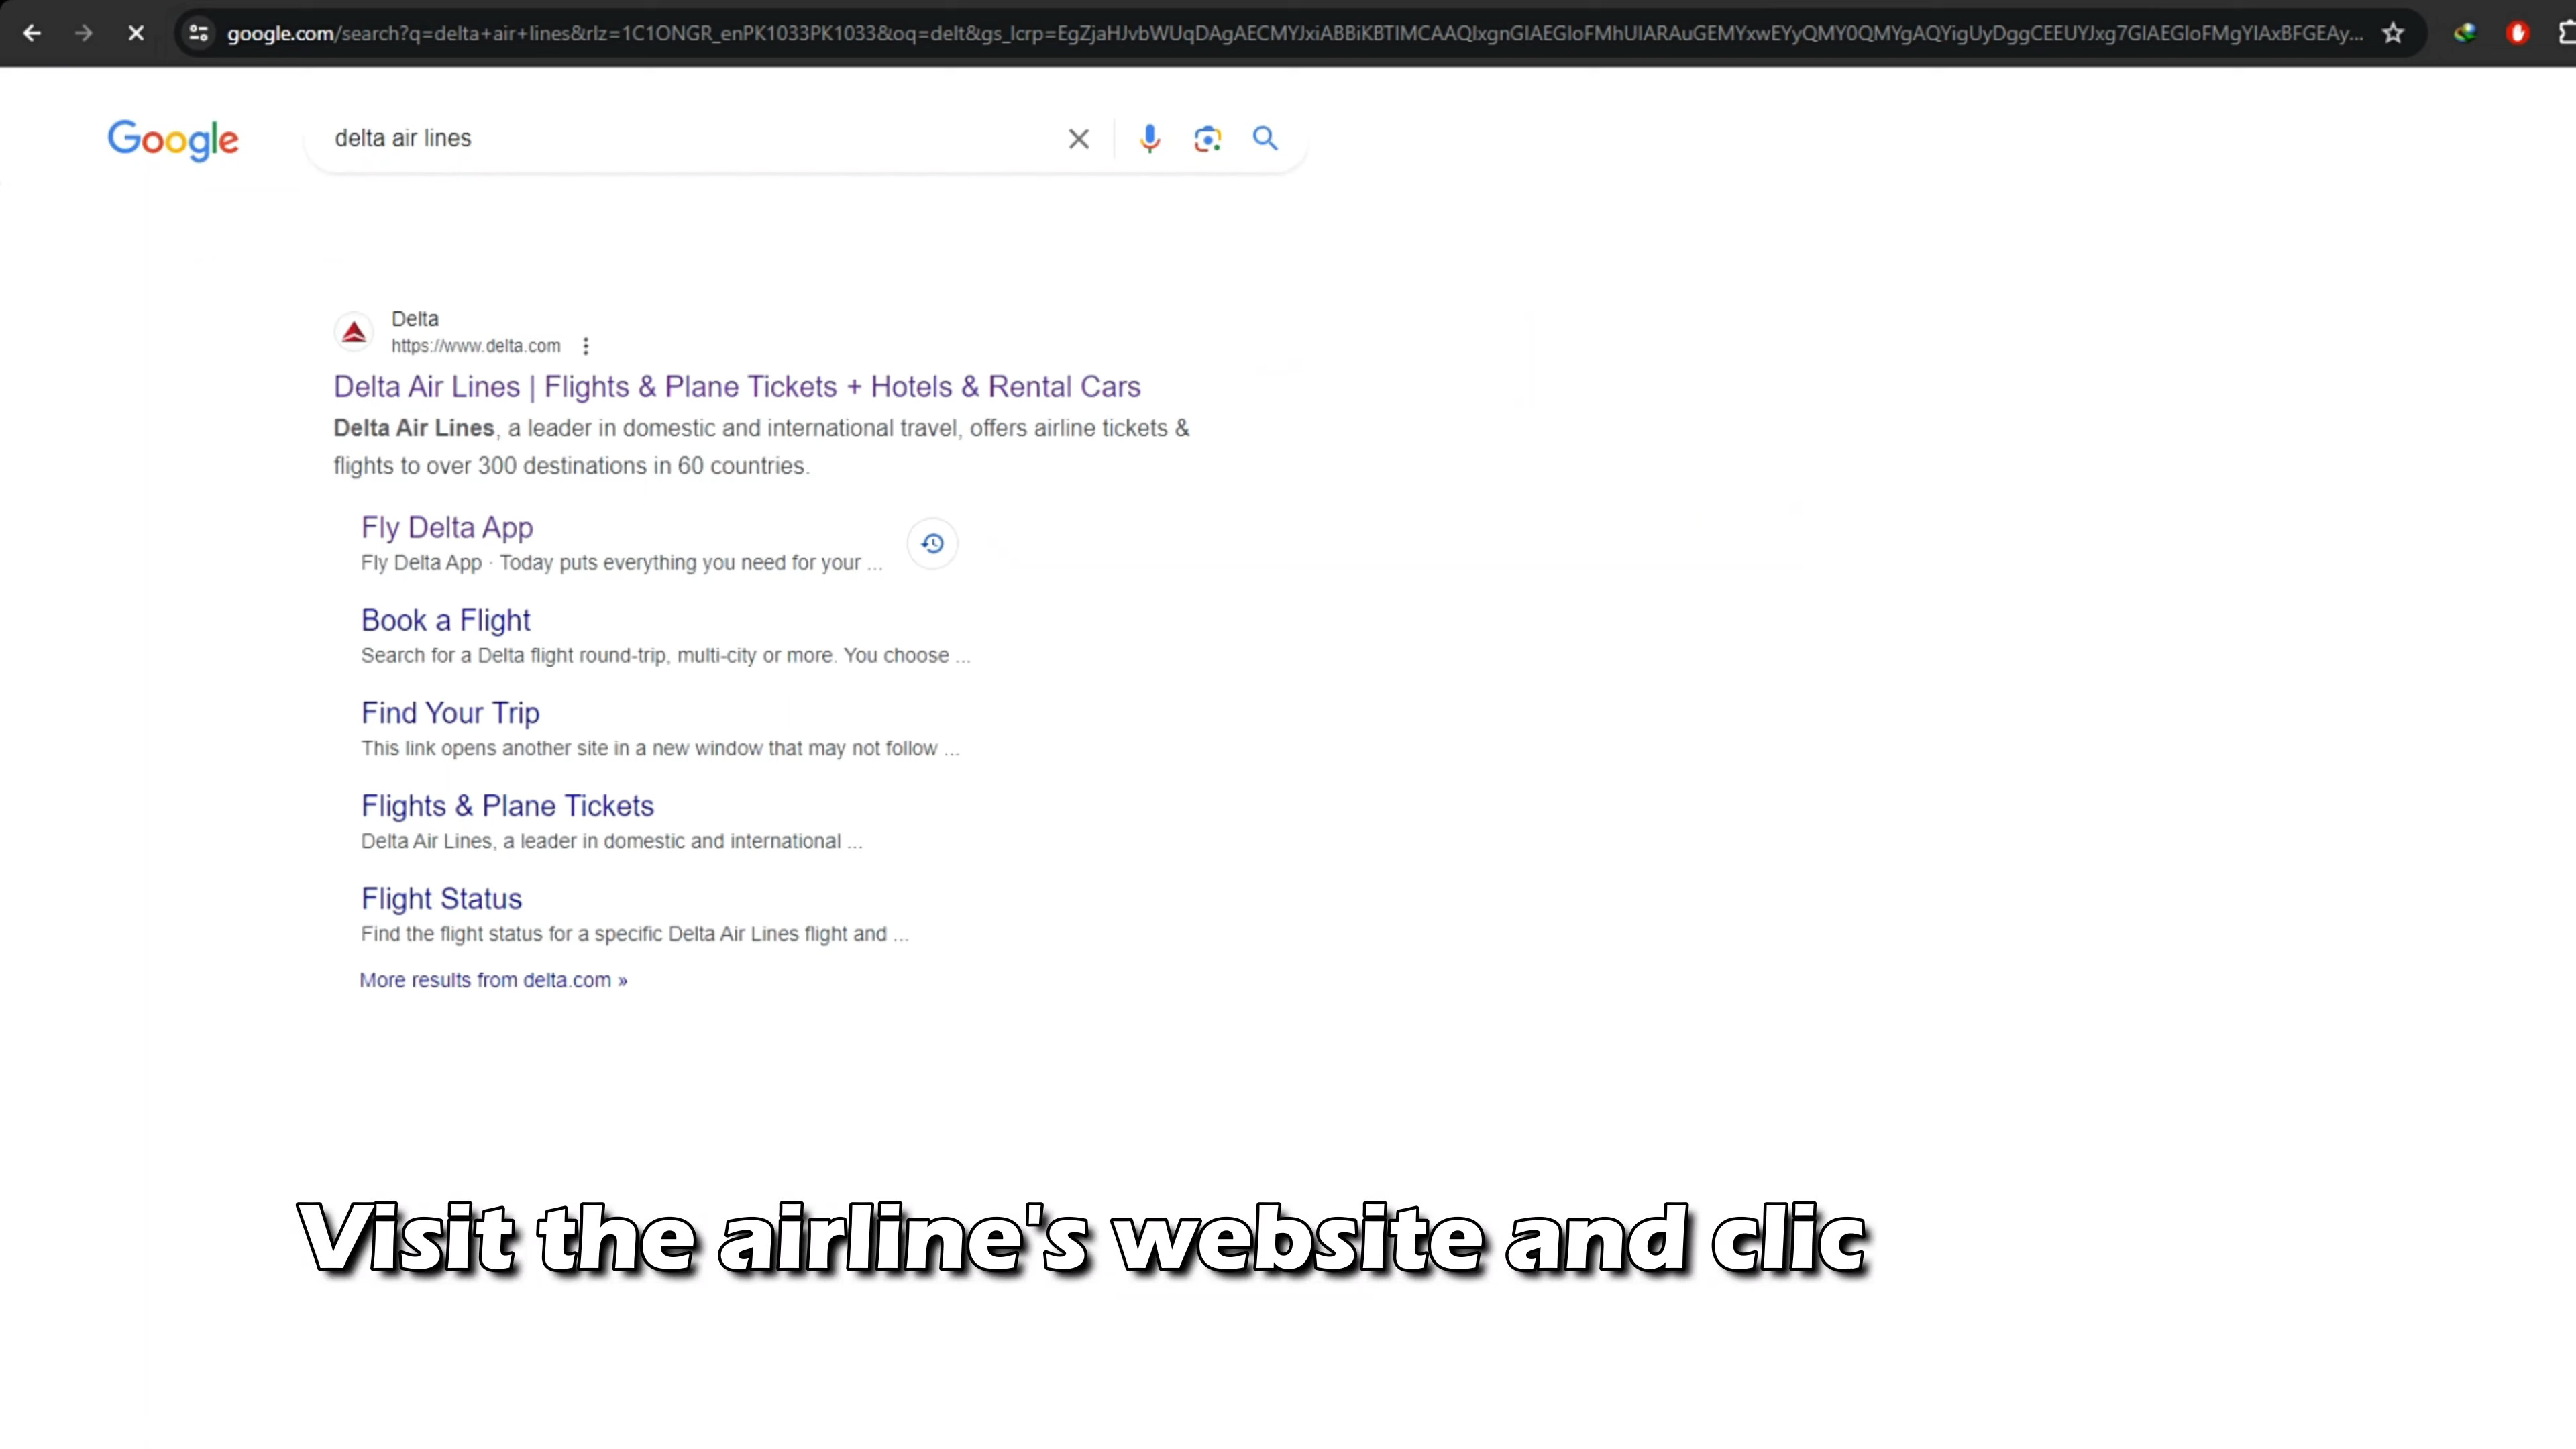 google.com/search?q=delta+air+lines&rlz=1C1ONGR_enPK1033PK1033&oq=delt&gs_lcrp=EgZjaHJvbWUqDAgAECMYJxiABBiKBTIMCAAQIxgnGIAEGIoFMhUIARAuGEMYxwEYyQMY0QMYgAQYigUyDggCEEUYJxg7GIAEGIoFMgYIAxBFGEAy...
Google
delta air lines
Delta
https://www.delta.com
Delta Air Lines | Flights & Plane Tickets + Hotels & Rental Cars
Delta Air Lines, a leader in domestic and international travel, offers airline tickets &
flights to over 300 destinations in 60 countries.
Fly Delta App
Fly Delta App · Today puts everything you need for your ...
Book a Flight
Search for a Delta flight round-trip, multi-city or more. You choose ...
Find Your Trip
This link opens another site in a new window that may not follow ...
Flights & Plane Tickets
Delta Air Lines, a leader in domestic and international ...
Flight Status
Find the flight status for a specific Delta Air Lines flight and ...
More results from delta.com »
Visit the airline's website and clic